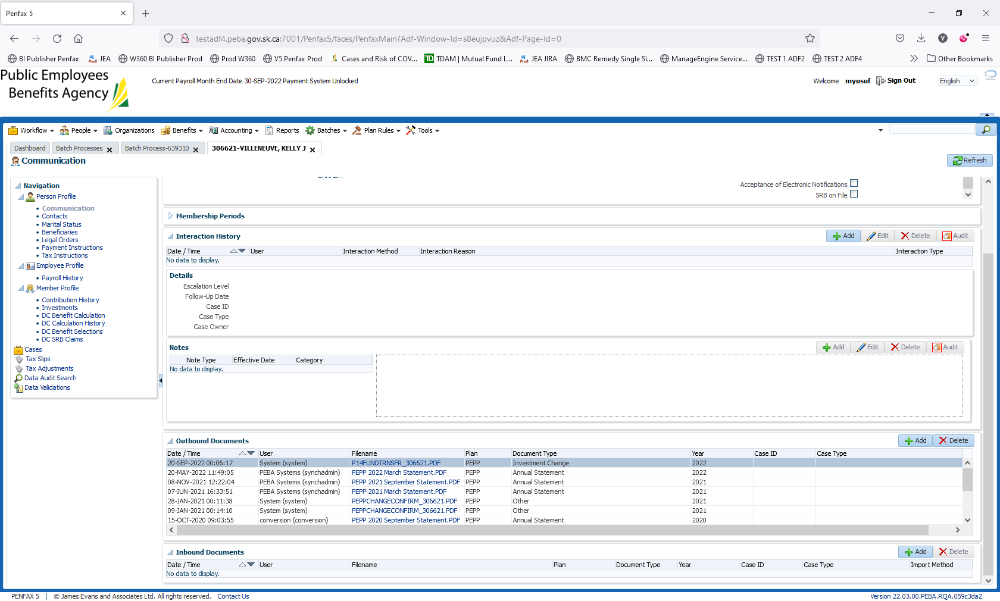 Penfax 5
testadf4.peba.gov.sk.ca:7001/Penfax5/faces/PenfaxMain?Adf-Window-Id=s8eujpvuz&Adf-Page-Id=0
BI Publisher Penfax JEA W360 BI Publisher Prod Prod W360 V5 Penfax Prod Cases and Risk of COV... TDAM | Mutual Fund L... JEA JIRA BMC Remedy Single Si... ManageEngine Service... TEST 1 ADF2 TEST 2 ADF4 Other Bookmarks
Public Employees
Benefits Agency
Current Payroll Month End Date 30-SEP-2022 Payment System Unlocked
Welcome myusuf Sign Out English
Workflow People Organizations Benefits Accounting Reports Batches Plan Rules Tools
Dashboard Batch Processes Batch Process-639310 306621-VILLENEUVE, KELLY J
Communication
Refresh
Navigation
Person Profile
Communication
Contacts
Marital Status
Beneficiaries
Legal Orders
Payment Instructions
Tax Instructions
Employee Profile
Payroll History
Member Profile
Contribution History
Investments
DC Benefit Calculation
DC Calculation History
DC Benefit Selections
DC SRB Claims
Cases
Tax Slips
Tax Adjustments
Data Audit Search
Data Validations
CANADA
Acceptance of Electronic Notifications
SRB on File
Membership Periods
Interaction History
Add Edit Delete Audit
Date / Time User Interaction Method Interaction Reason Interaction Type
No data to display.
Details
Escalation Level
Follow-Up Date
Case ID
Case Type
Case Owner
Notes
Add Edit Delete Audit
Note Type Effective Date Category
No data to display.
Outbound Documents
Add Delete
Date / Time User Filename Plan Document Type Year Case ID Case Type
20-SEP-2022 00:06:17 System (system) P14FUNDTRNSFR_306621.PDF PEPP Investment Change 2022
20-MAY-2022 11:49:05 PEBA Systems (synchadmin) PEPP 2022 March Statement.PDF PEPP Annual Statement 2022
08-NOV-2021 12:22:04 PEBA Systems (synchadmin) PEPP 2021 September Statement.PDF PEPP Annual Statement 2021
07-JUN-2021 16:33:51 PEBA Systems (synchadmin) PEPP 2021 March Statement.PDF PEPP Annual Statement 2021
28-JAN-2021 00:11:38 System (system) PEPPCHANGECONFIRM_306621.PDF PEPP Other 2021
09-JAN-2021 00:14:10 System (system) PEPPCHANGECONFIRM_306621.PDF PEPP Other 2021
15-OCT-2020 09:03:55 conversion (conversion) PEPP 2020 September Statement.PDF PEPP Annual Statement 2020
Inbound Documents
Add Delete
Date / Time User Filename Plan Document Type Year Case ID Case Type Import Method
No data to display.
PENFAX 5 | © James Evans and Associates Ltd. All rights reserved. Contact Us
Version 22.03.00.PEBA.RQA.059c3da2